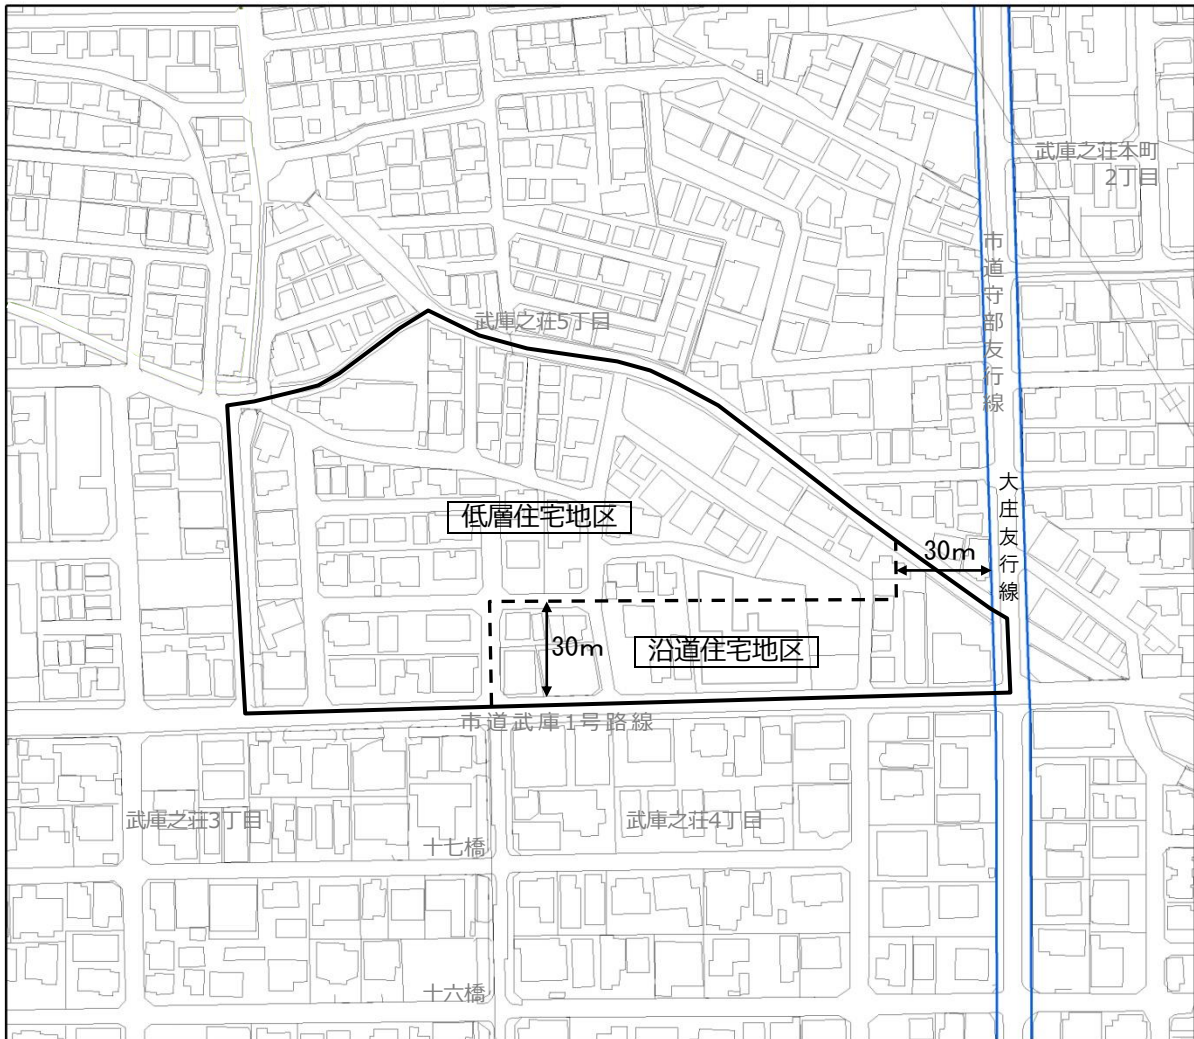 武庫之荘本町
2丁目
市道守部友行線
武庫之荘5丁目
大庄友行線
低層住宅地区
30m
30m
沿道住宅地区
市道武庫1号路線
武庫之荘3丁目
武庫之荘4丁目
十七橋
十六橋